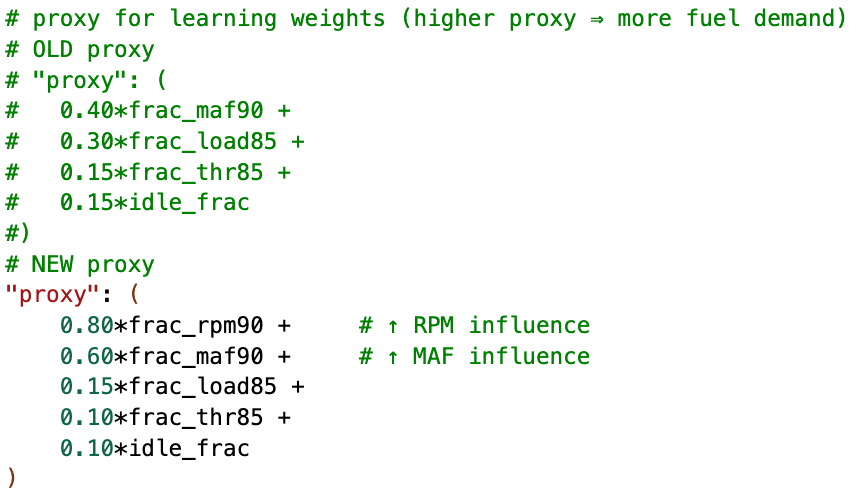 # proxy for learning weights (higher proxy ⇒ more fuel demand)
# OLD proxy
# "proxy": (
#   0.40*frac_maf90 +
#   0.30*frac_load85 +
#   0.15*frac_thr85 +
#   0.15*idle_frac
#)
# NEW proxy
"proxy": (
    0.80*frac_rpm90 +     # ↑ RPM influence
    0.60*frac_maf90 +     # ↑ MAF influence
    0.15*frac_load85 +
    0.10*frac_thr85 +
    0.10*idle_frac
)